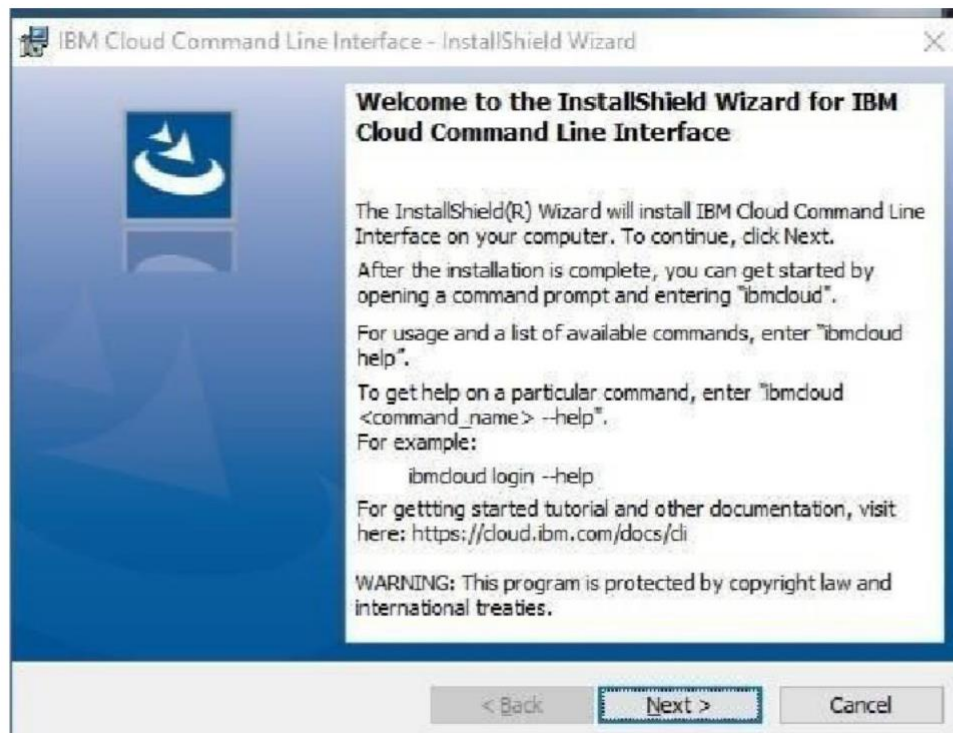 IBM Cloud Command Line Interface - InstallShield Wizard
Welcome to the InstallShield Wizard for IBM
Cloud Command Line Interface
The InstallShield(R) Wizard will install IBM Cloud Command Line
Interface on your computer. To continue, click Next.
After the installation is complete, you can get started by
opening a command prompt and entering "ibmcloud".
For usage and a list of available commands, enter "ibmcloud
help".
To get help on a particular command, enter "ibmcloud
<command_name> --help".
For example:
ibmcloud login --help
For gettting started tutorial and other documentation, visit
here: https://cloud.ibm.com/docs/cli
WARNING: This program is protected by copyright law and
international treaties.
< Back
Next >
Cancel